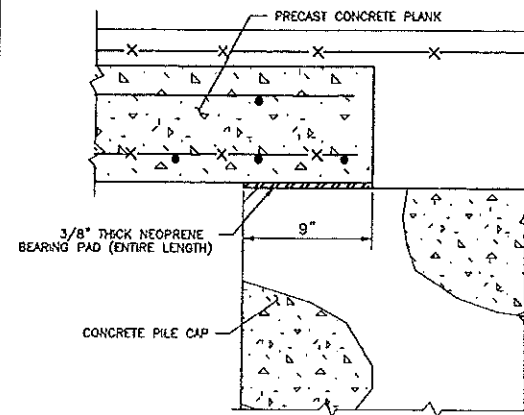 PRECAST CONCRETE PLANK
3/8" THICK NEOPRENE
BEARING PAD (ENTIRE LENGTH)
9"
CONCRETE PILE CAP